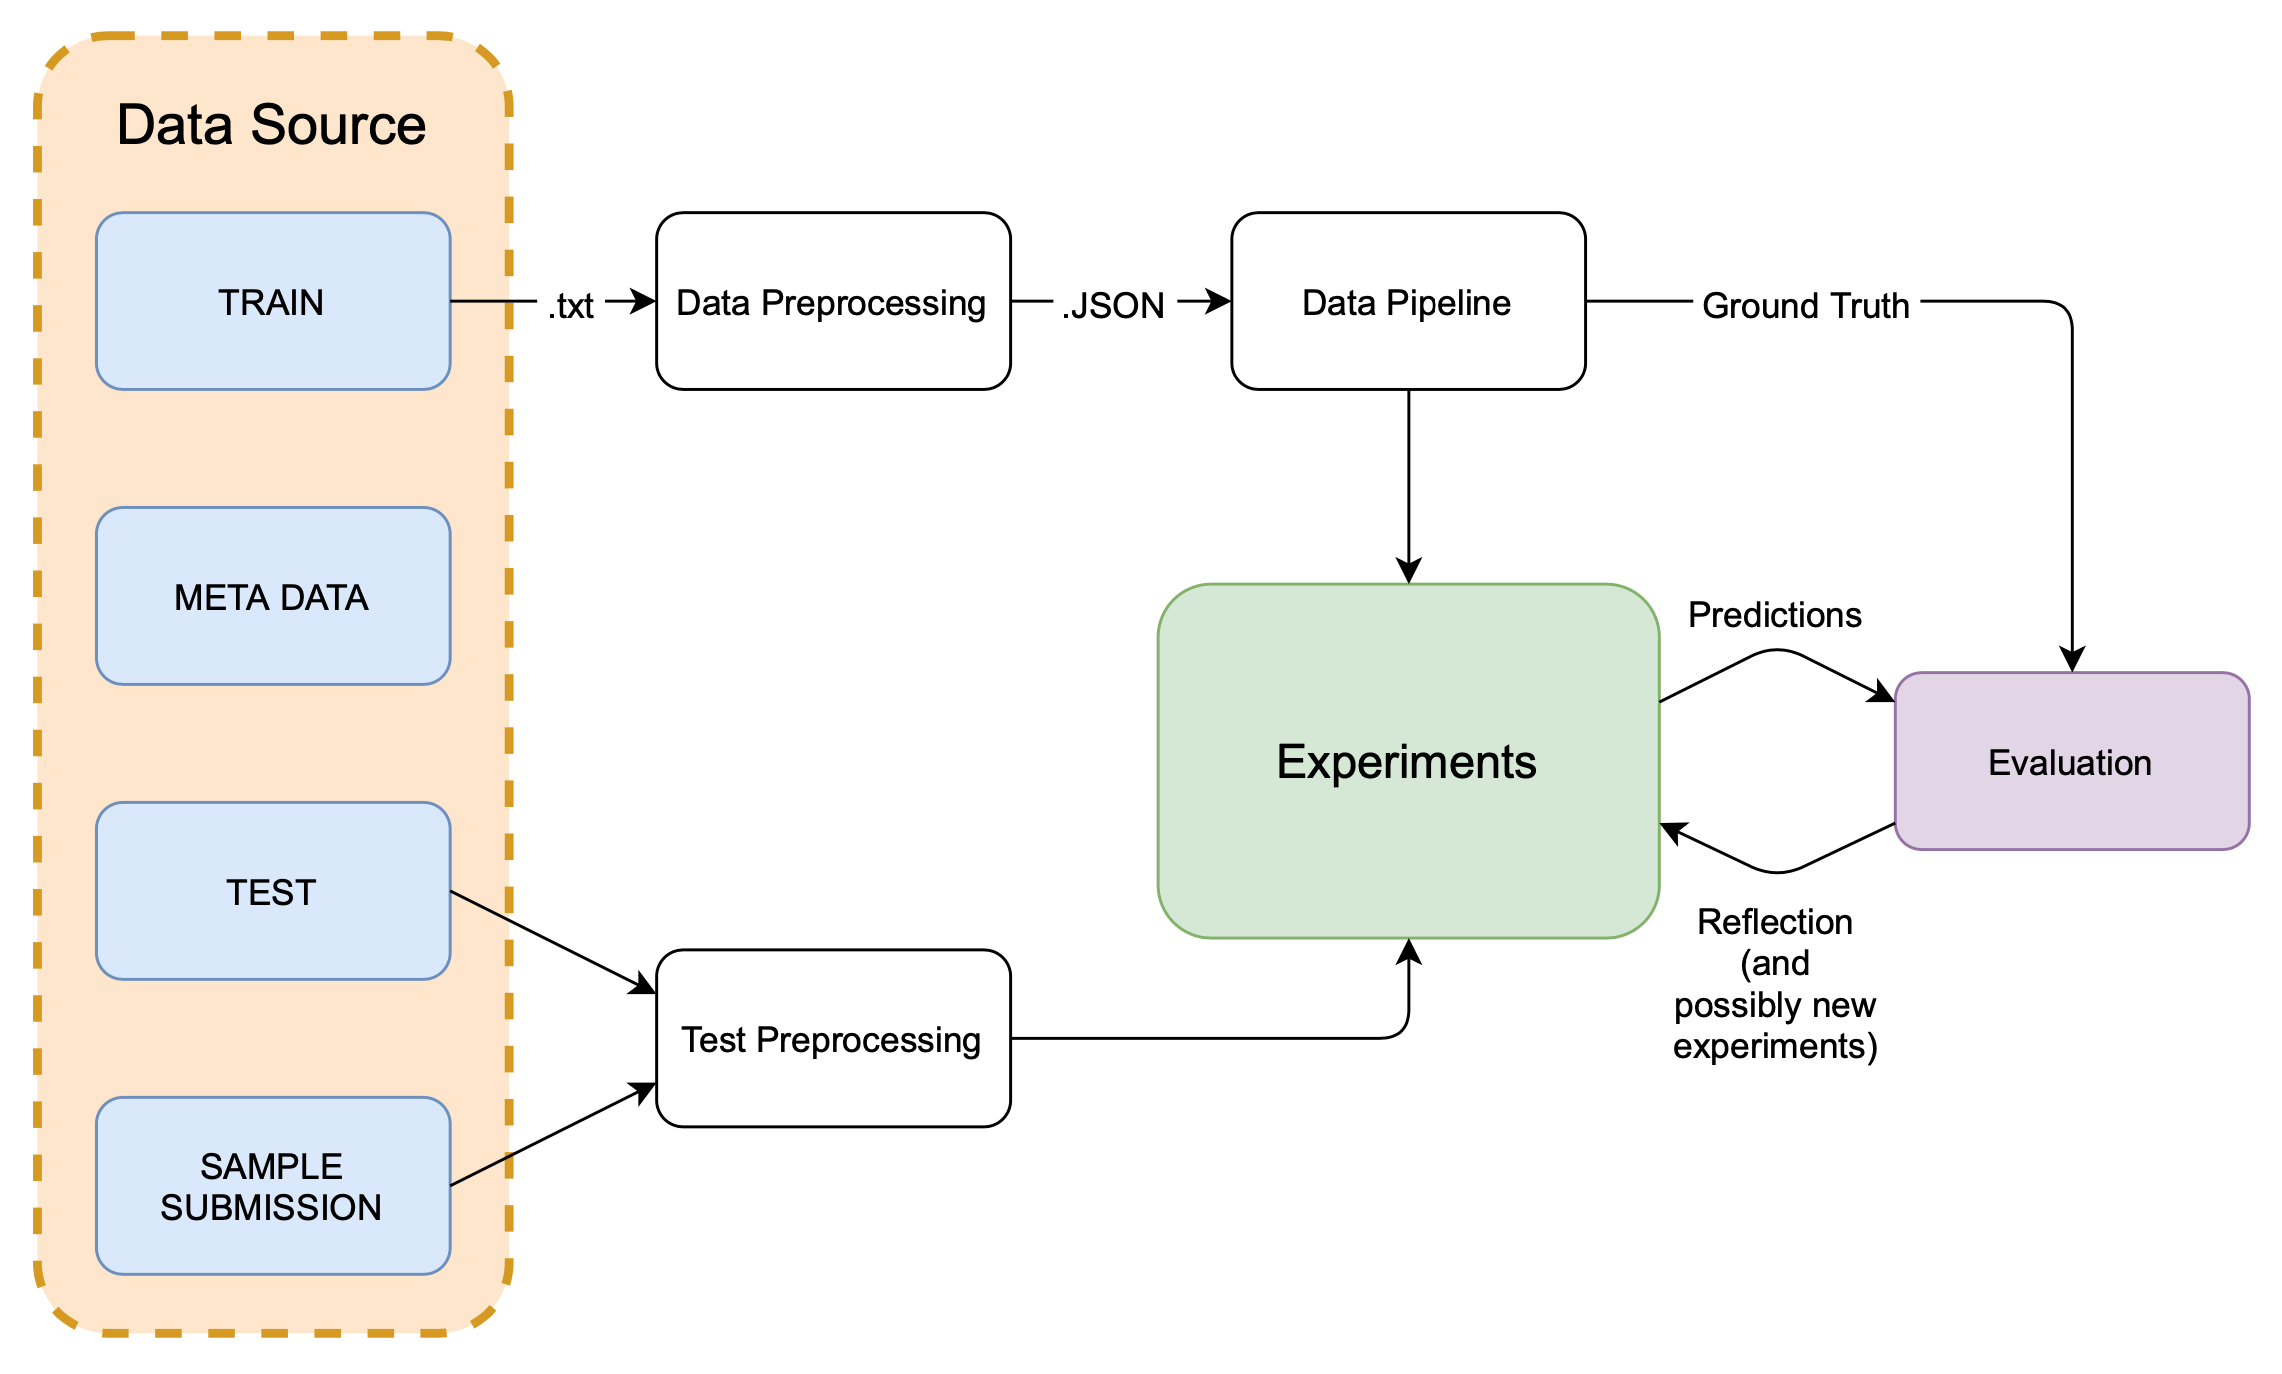 Data Source
TRAIN
.txt
Data Preprocessing
.JSON
Data Pipeline
Ground Truth
META DATA
Predictions
Experiments
Evaluation
TEST
Reflection
(and
possibly new
experiments)
Test Preprocessing
SAMPLE
SUBMISSION